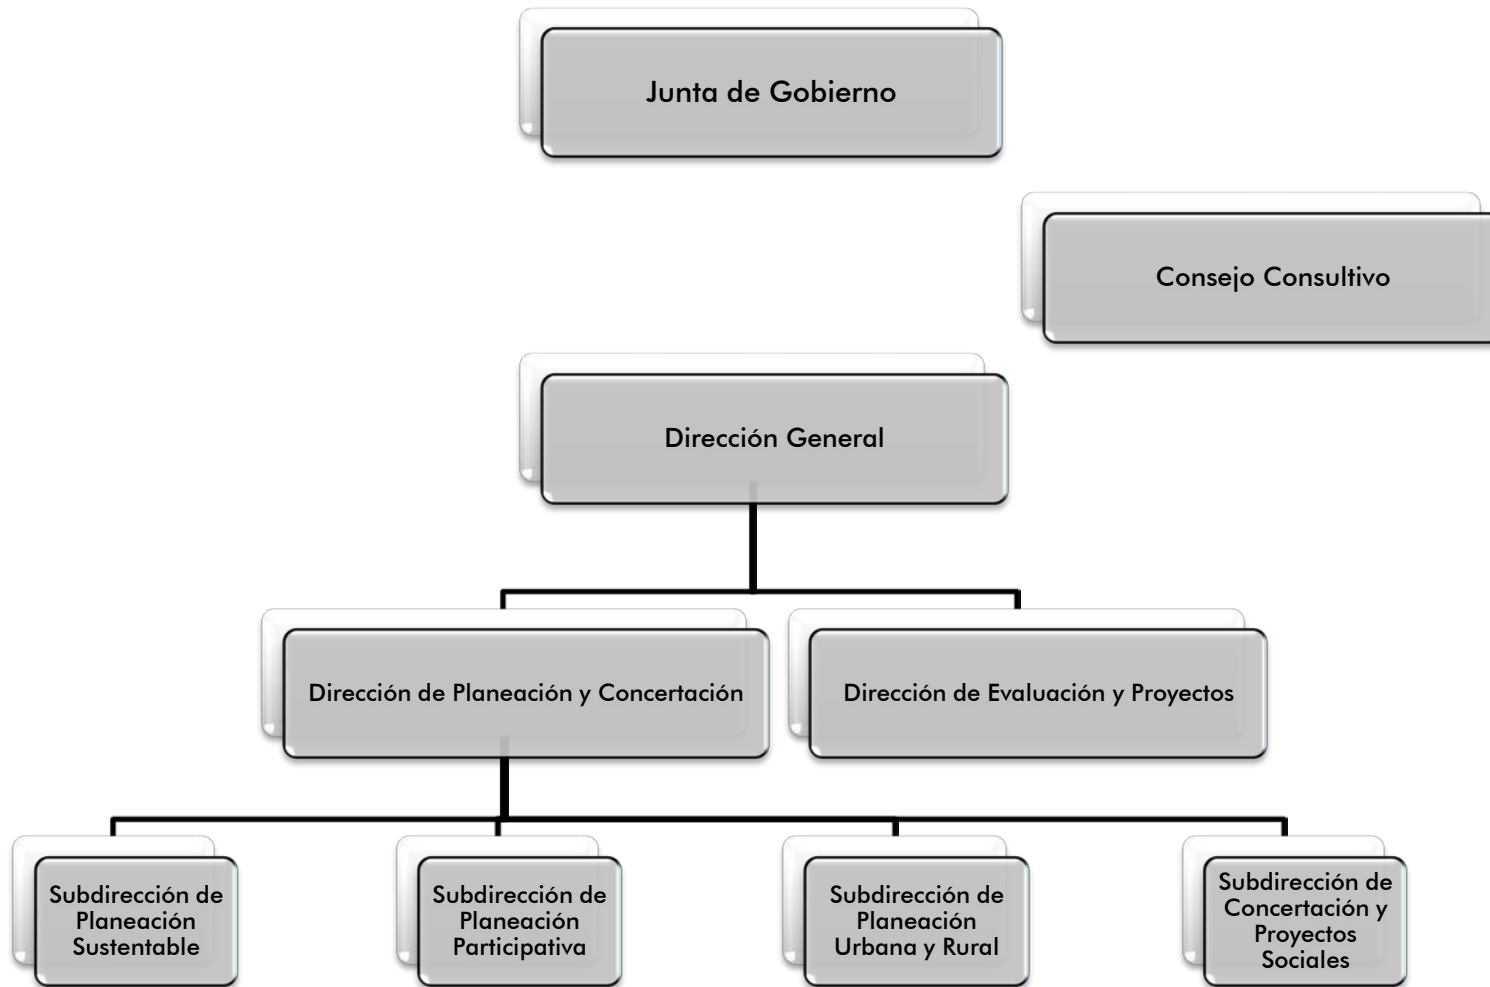 Junta de Gobierno
Consejo Consultivo
Dirección General
Dirección de Planeación y Concertación
Dirección de Evaluación y Proyectos
Subdirección de
Planeación
Sustentable
Subdirección de
Planeación
Participativa
Subdirección de
Planeación
Urbana y Rural
Subdirección de
Concertación y
Proyectos
Sociales